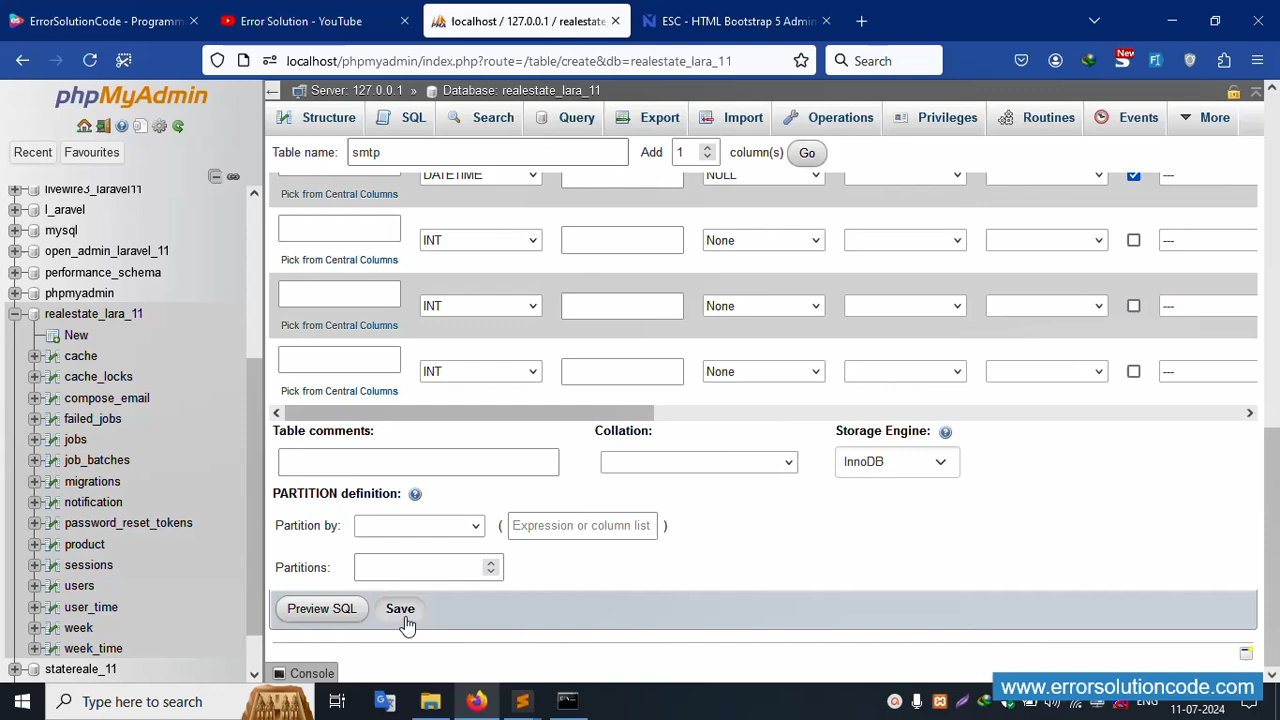 ErrorSolutionCode - Programm
Error Solution - YouTube
localhost / 127.0.0.1 / realestate
ESC - HTML Bootstrap 5 Admin
localhost/phpmyadmin/index.php?route=/table/create&db=realestate_lara_11
Search
New
phpMyAdmin
Server: 127.0.0.1 » Database: realestate_lara_11
Structure SQL Search Query Export Import Operations Privileges Routines Events More
Recent Favourites
Table name: smtp Add 1 column(s) Go
livewire3_laravel11
l_aravel
mysql
open_admin_laravel_11
performance_schema
phpmyadmin
realestate_lara_11
New
cache
cache_locks
compose_email
failed_jobs
jobs
job_batches
migrations
notification
password_reset_tokens
product
sessions
users
user_time
week
week_time
statereale_11
DATETIME NULL ---
Pick from Central Columns
INT None ---
Pick from Central Columns
INT None ---
Pick from Central Columns
INT None ---
Pick from Central Columns
Table comments: Collation: Storage Engine:
InnoDB
PARTITION definition:
Partition by: ( Expression or column list )
Partitions:
Preview SQL Save
Console
Type here to search
www.errorsolutioncode.com
ENG
11-07-2024